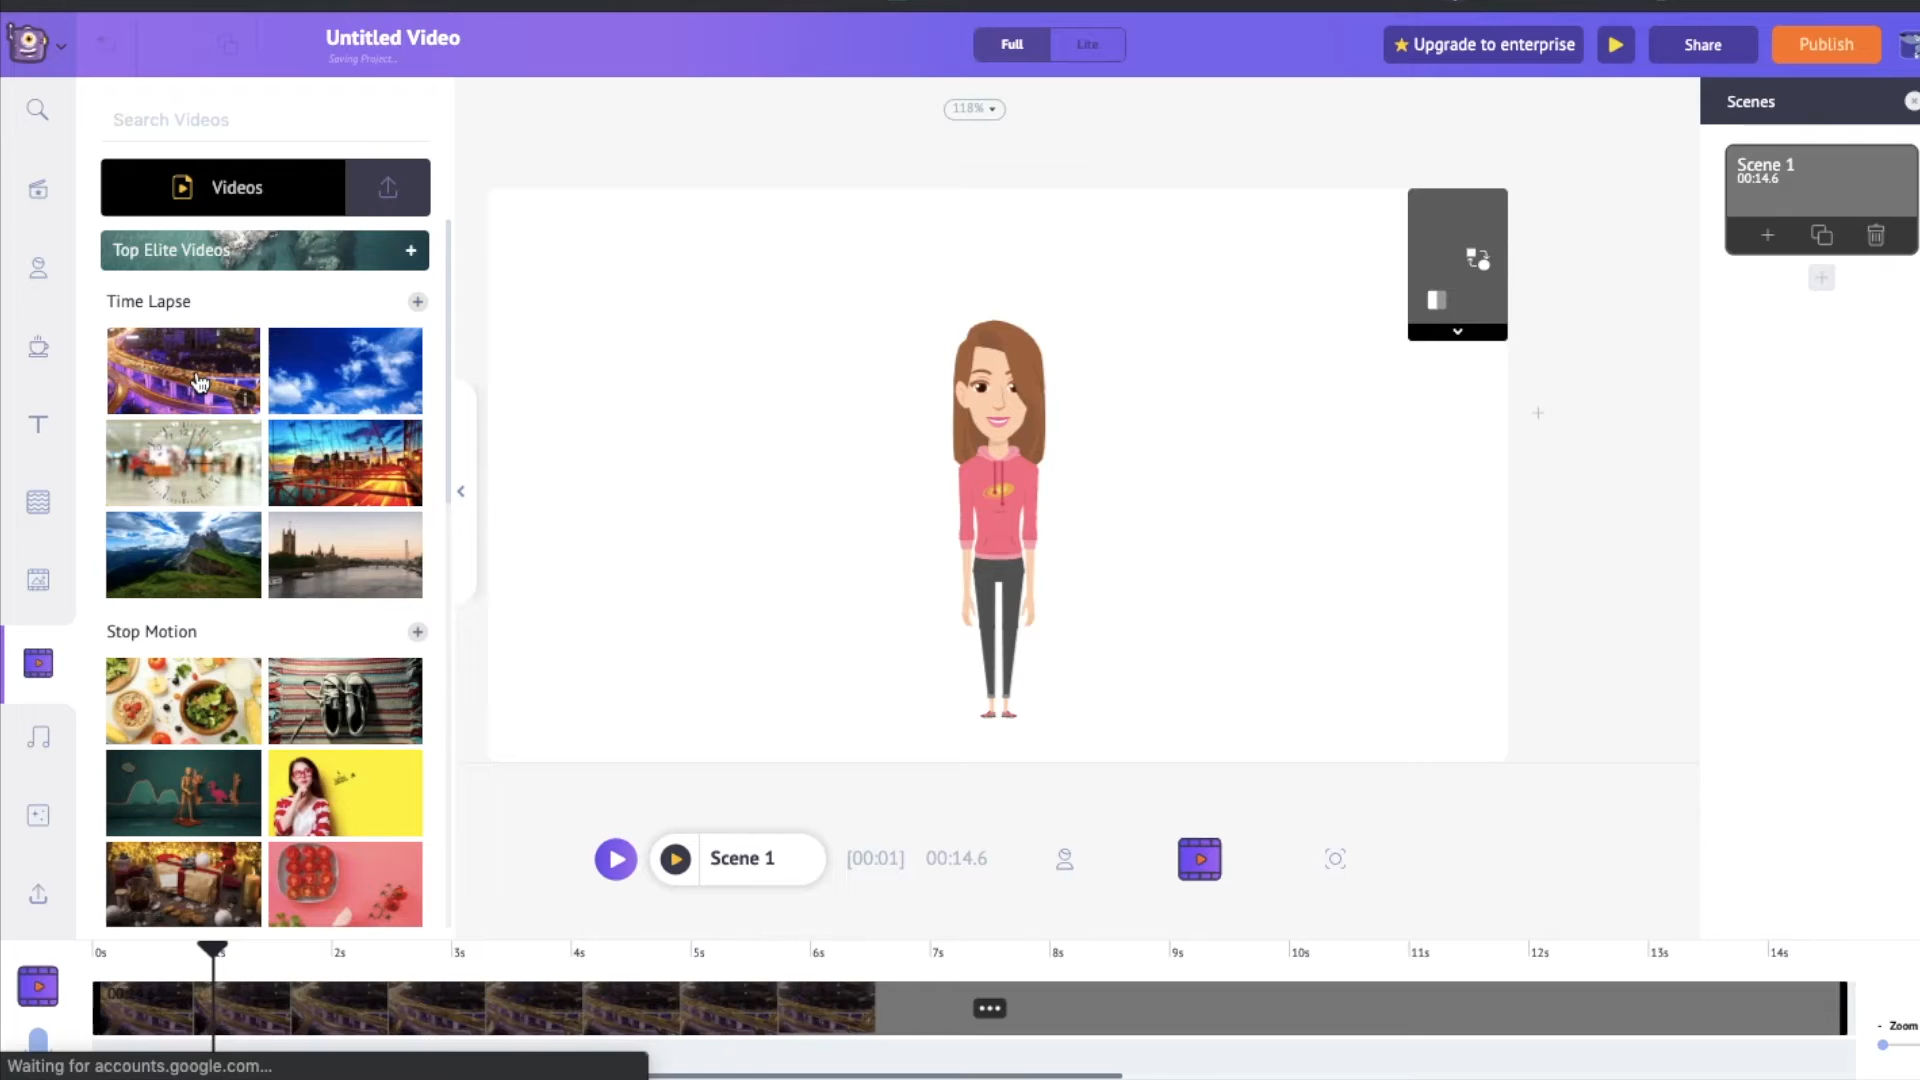 Untitled Video
Saving Project...
Full
Lite
Upgrade to enterprise
Share
Publish
Search Videos
118%
Scenes
Videos
Scene 1
00:14.6
Top Elite Videos
Time Lapse
Stop Motion
Scene 1
[00:01]
00:14.6
0s
2s
3s
4s
5s
6s
7s
8s
9s
10s
11s
12s
13s
14s
- Zoom
Waiting for accounts.google.com...